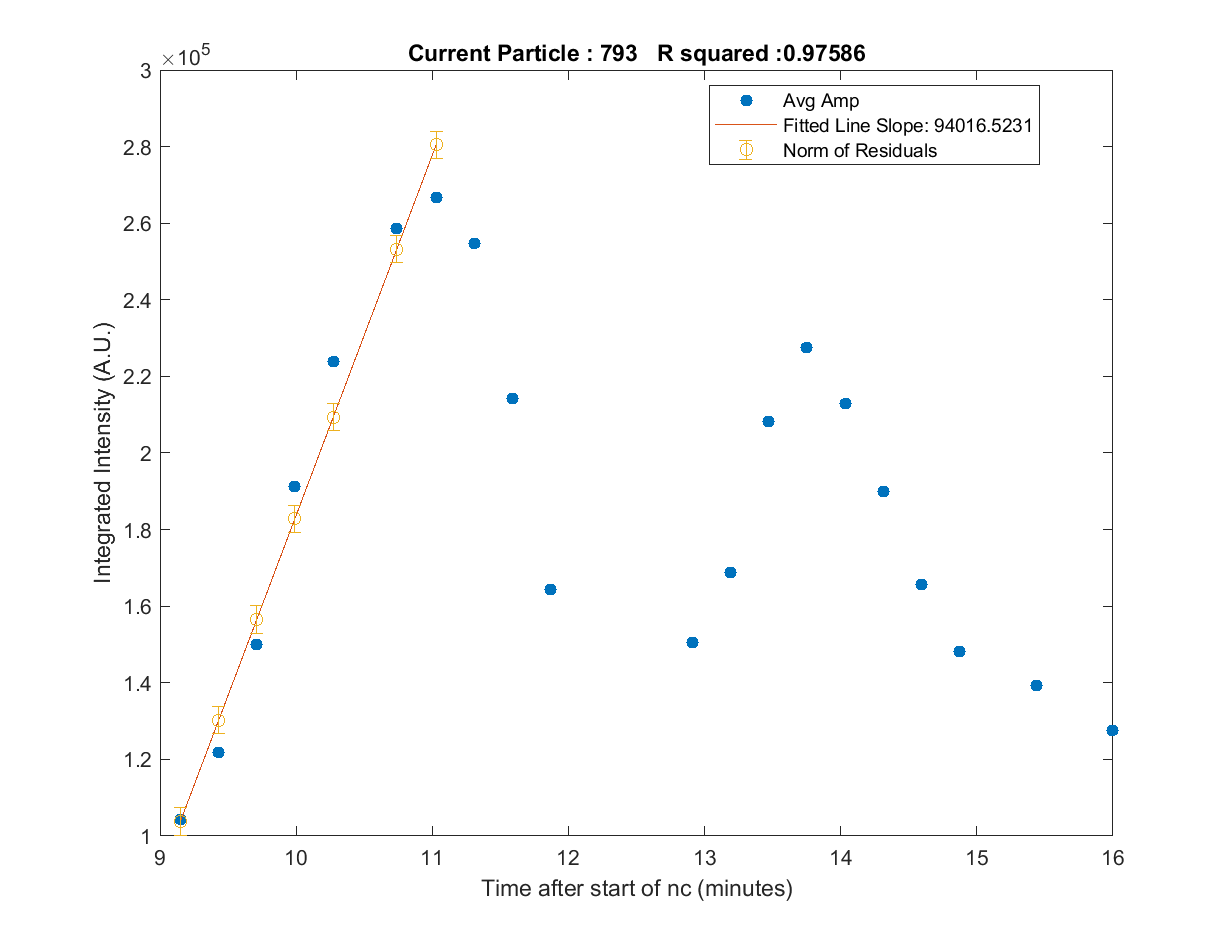 Current Particle : 793 R squared :0.97586
×10^5
3
2.8
2.6
2.4
2.2
2
1.8
1.6
1.4
1.2
1
Integrated Intensity (A.U.)
Avg Amp
Fitted Line Slope: 94016.5231
Norm of Residuals
9 10 11 12 13 14 15 16
Time after start of nc (minutes)